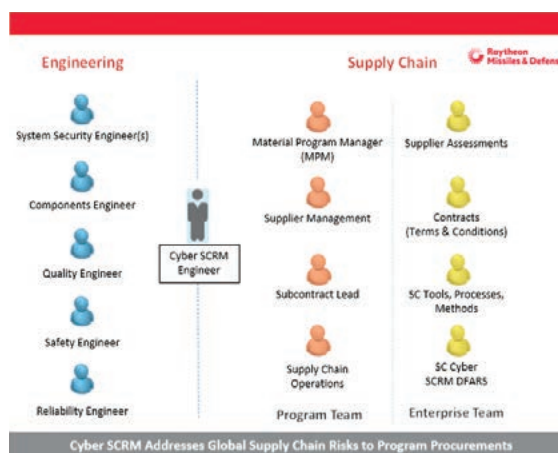 Engineering
Supply Chain
Raytheon
Missiles & Defense
System Security Engineer(s)
Components Engineer
Quality Engineer
Safety Engineer
Reliability Engineer
Cyber SCRM
Engineer
Material Program Manager
(MPM)
Supplier Management
Subcontract Lead
Supply Chain
Operations
Program Team
Supplier Assessments
Contracts
(Terms & Conditions)
SC Tools, Processes,
Methods
SC Cyber
SCRM DFARS
Enterprise Team
Cyber SCRM Addresses Global Supply Chain Risks to Program Procurements